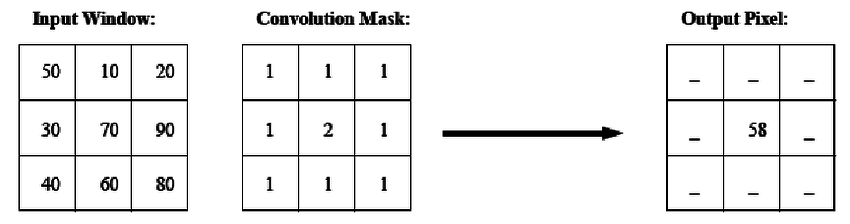 Input Window: Convolution Mask: Output Pixel:
50 10 20 1 1 1 _ _ _
30 70 90 1 2 1 _ 58 _
40 60 80 1 1 1 _ _ _